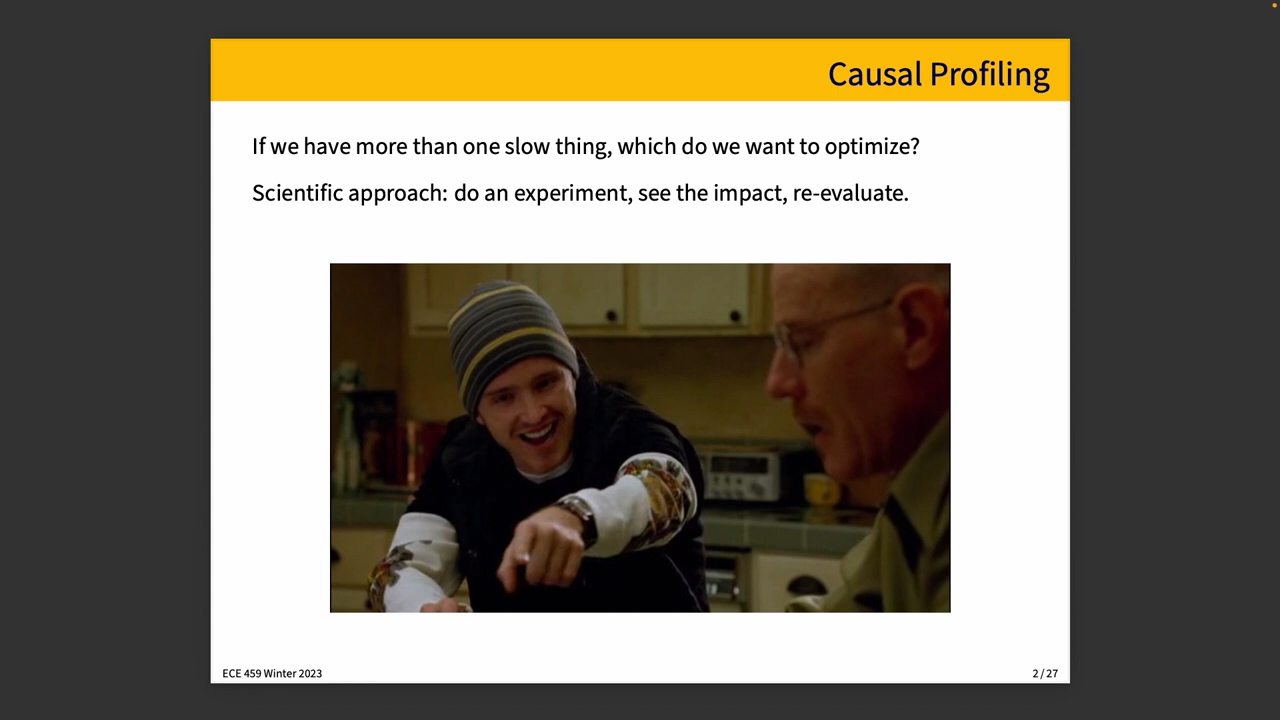 Causal Profiling
If we have more than one slow thing, which do we want to optimize?
Scientific approach: do an experiment, see the impact, re-evaluate.
ECE 459 Winter 2023
2 / 27